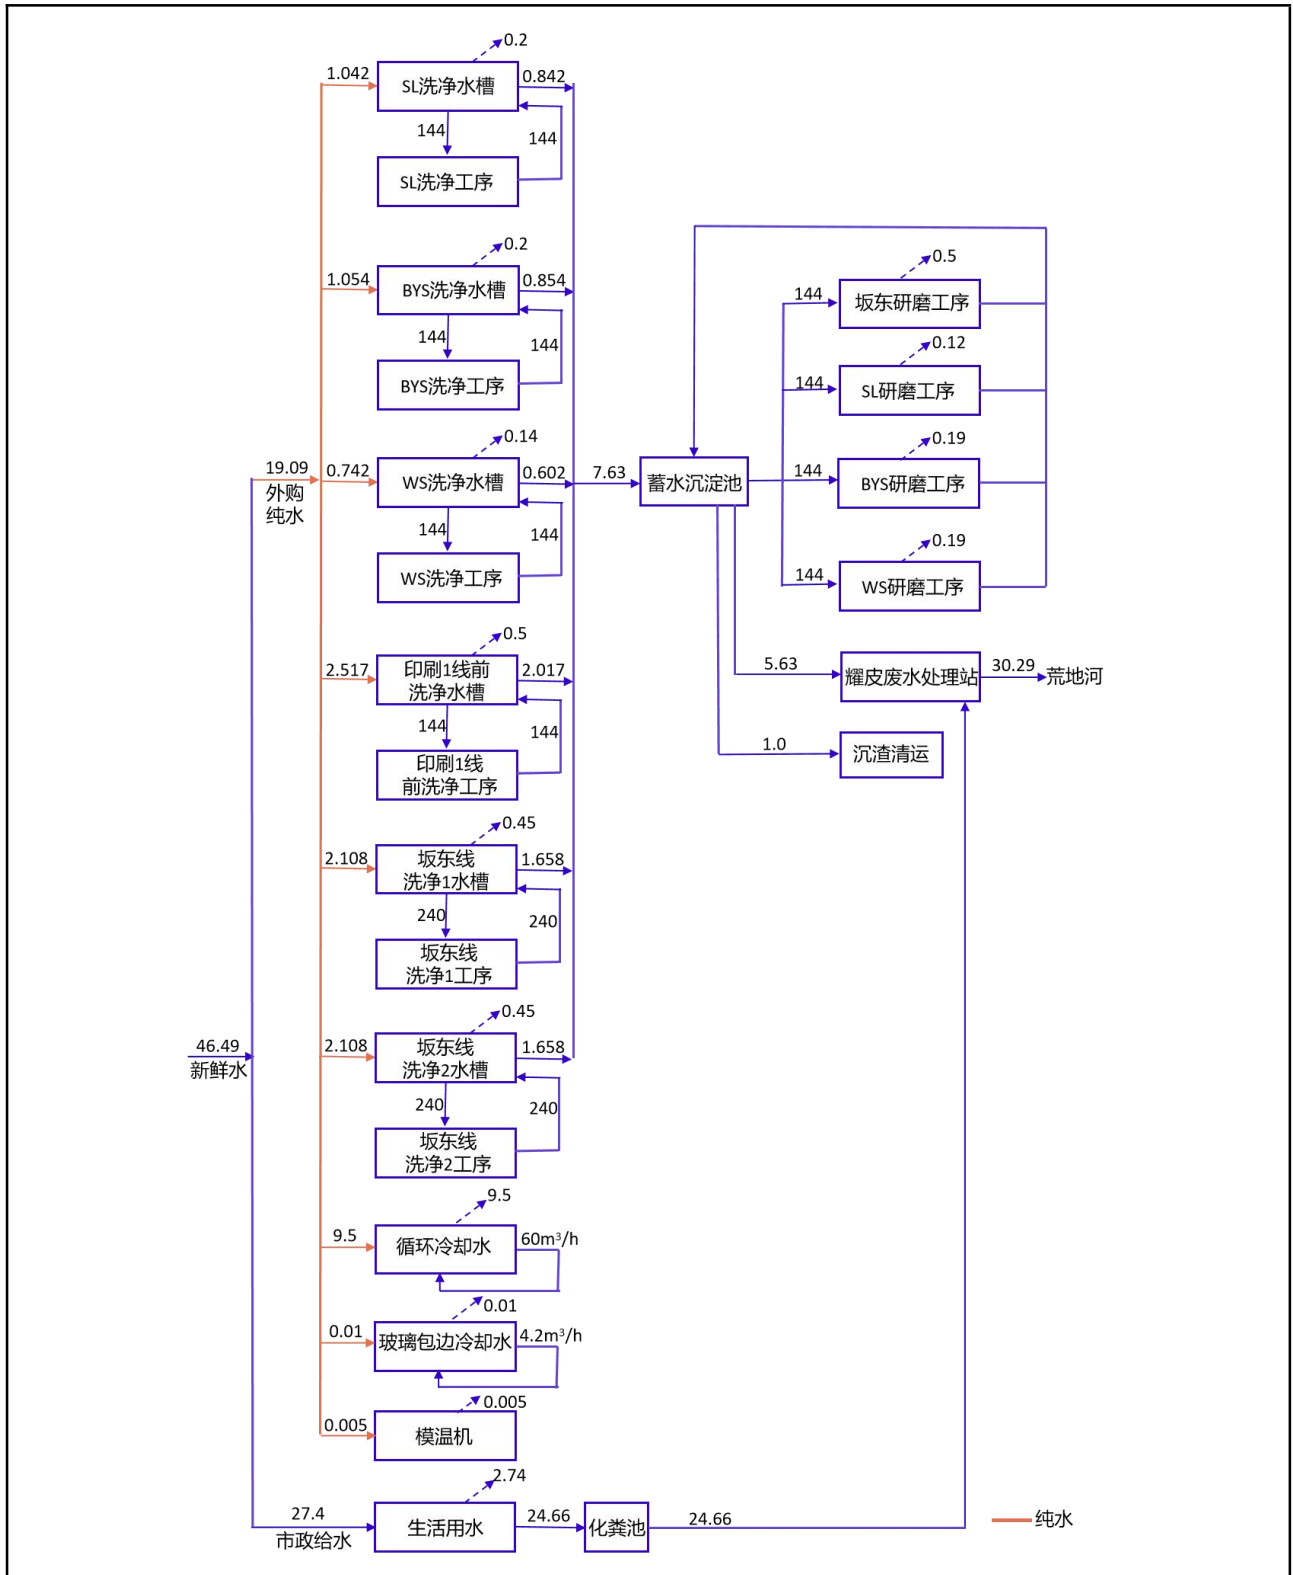 0.2
1.042
SL洗净水槽
0.842
144
144
SL洗净工序
0.2
1.054
BYS洗净水槽
0.854
144
144
BYS洗净工序
0.14
19.09
外购
纯水
0.742
WS洗净水槽
0.602
144
144
WS洗净工序
0.5
2.517
印刷1线前
洗净水槽
2.017
144
144
印刷1线
前洗净工序
0.45
2.108
坂东线
洗净1水槽
1.658
240
240
坂东线
洗净1工序
0.45
46.49
新鲜水
2.108
坂东线
洗净2水槽
1.658
240
240
坂东线
洗净2工序
9.5
9.5
循环冷却水
60m³/h
0.01
0.01
玻璃包边冷却水
4.2m³/h
0.005
0.005
模温机
2.74
27.4
市政给水
生活用水
24.66
化粪池
24.66
7.63
蓄水沉淀池
0.5
144
坂东研磨工序
0.12
144
SL研磨工序
0.19
144
BYS研磨工序
0.19
144
WS研磨工序
5.63
耀皮废水处理站
30.29
荒地河
1.0
沉渣清运
纯水